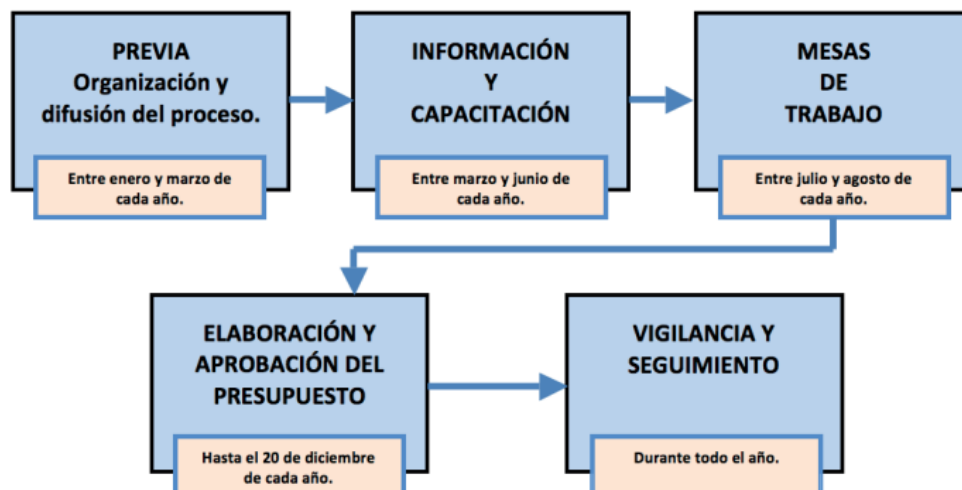 PREVIA
Organización y
difusión del proceso.
Entre enero y marzo de
cada año.
INFORMACIÓN
Y
CAPACITACIÓN
Entre marzo y junio de
cada año.
MESAS
DE
TRABAJO
Entre julio y agosto de
cada año.
ELABORACIÓN Y
APROBACIÓN DEL
PRESUPUESTO
Hasta el 20 de diciembre
de cada año.
VIGILANCIA Y
SEGUIMIENTO
Durante todo el año.